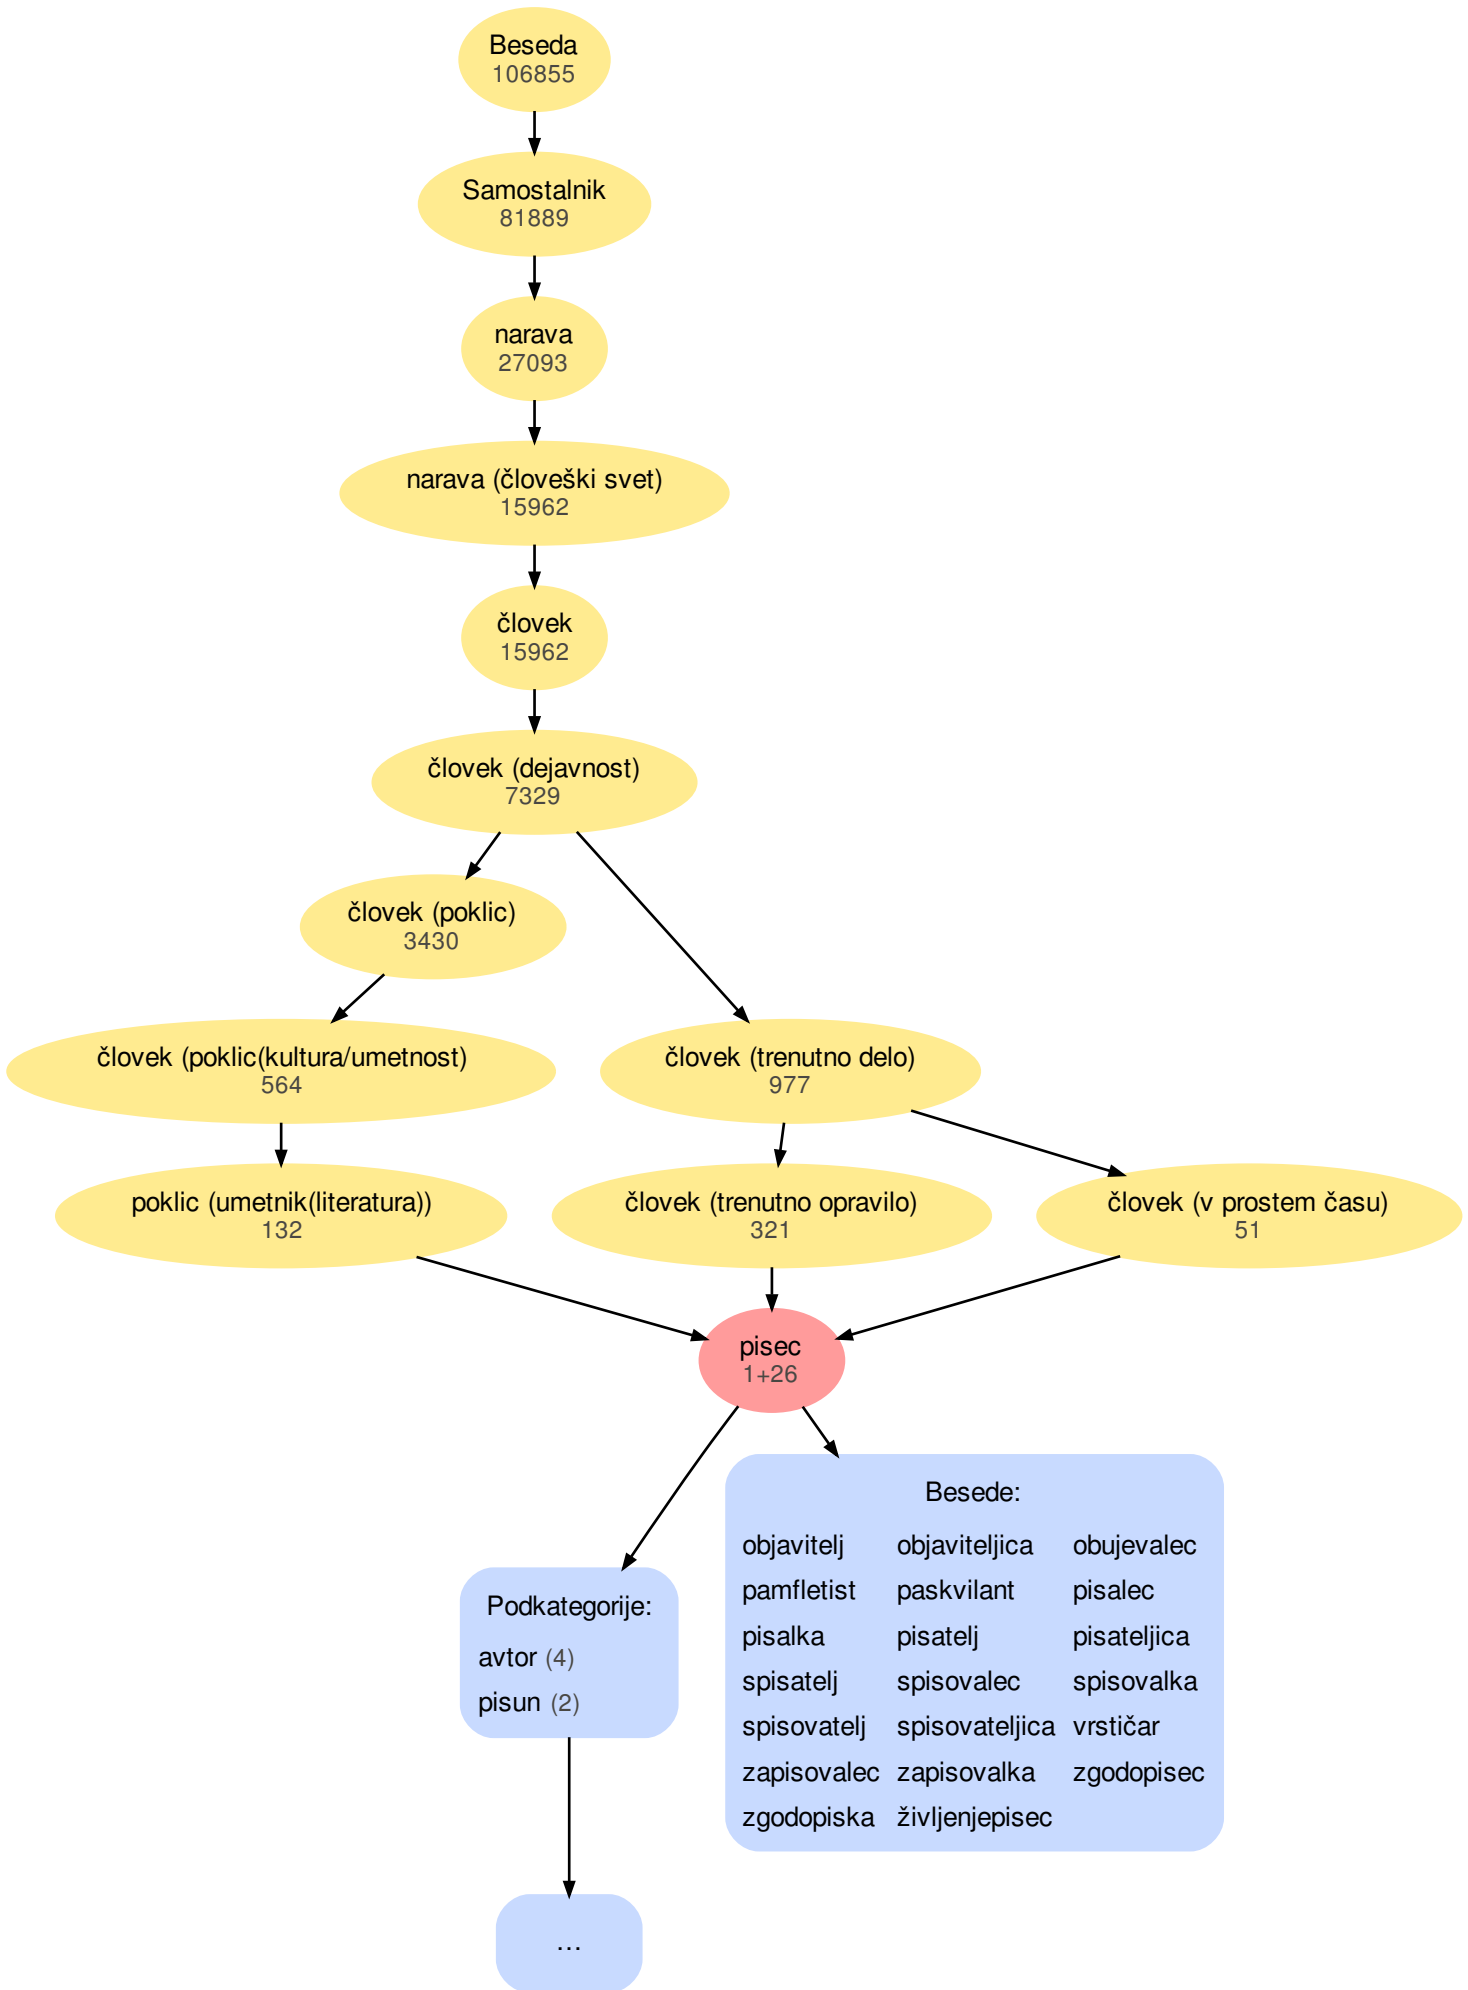 Beseda
106855
Samostalnik
81889
narava
27093
narava (človeški svet)
15962
človek
15962
človek (dejavnost)
7329
človek (poklic)
3430
človek (poklic(kultura/umetnost)
564
človek (trenutno delo)
977
poklic (umetnik(literatura))
132
človek (trenutno opravilo)
321
človek (v prostem času)
51
pisec
1+26
Besede:
objavitelj objaviteljica obujevalec
pamfletist paskvilant pisalec
pisalka pisatelj pisateljica
spisatelj spisovalec spisovalka
spisovatelj spisovateljica vrstičar
zapisovalec zapisovalka zgodopisec
zgodopiska življenjepisec
Podkategorije:
avtor (4)
pisun (2)
…